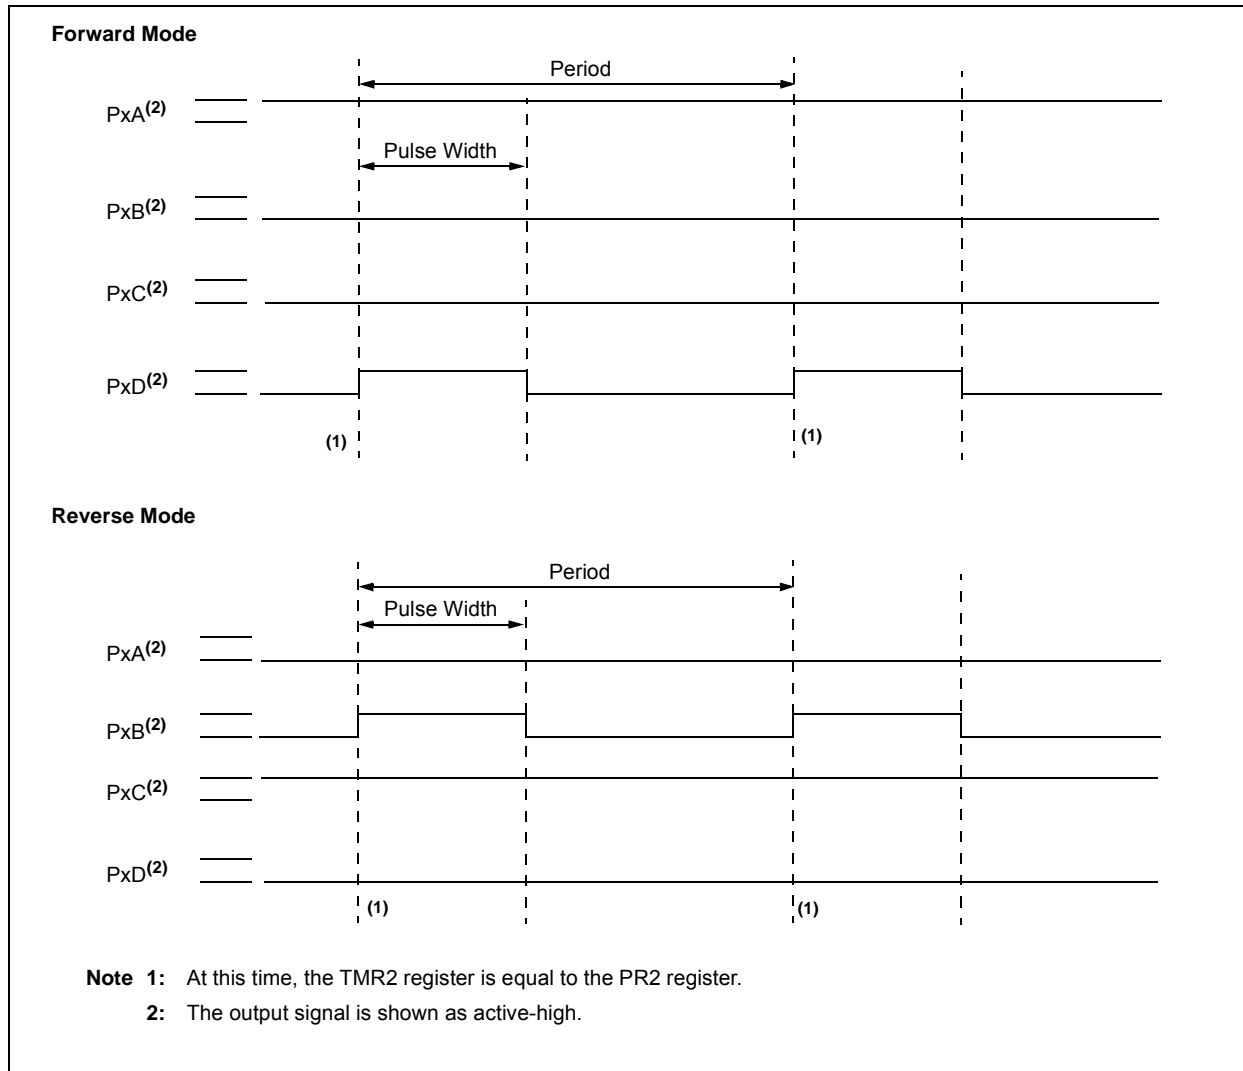 Forward Mode
Period
PxA(2)
Pulse Width
PxB(2)
PxC(2)
PxD(2)
(1)
(1)
Reverse Mode
Period
Pulse Width
PxA(2)
PxB(2)
PxC(2)
PxD(2)
(1)
(1)
Note 1: At this time, the TMR2 register is equal to the PR2 register.
2: The output signal is shown as active-high.